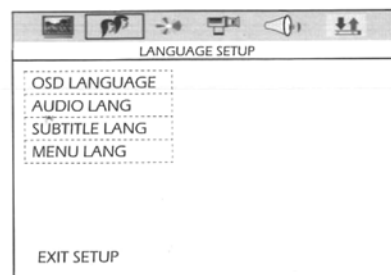 LANGUAGE SETUP
OSD LANGUAGE
AUDIO LANG
SUBTITLE LANG
MENU LANG
EXIT SETUP